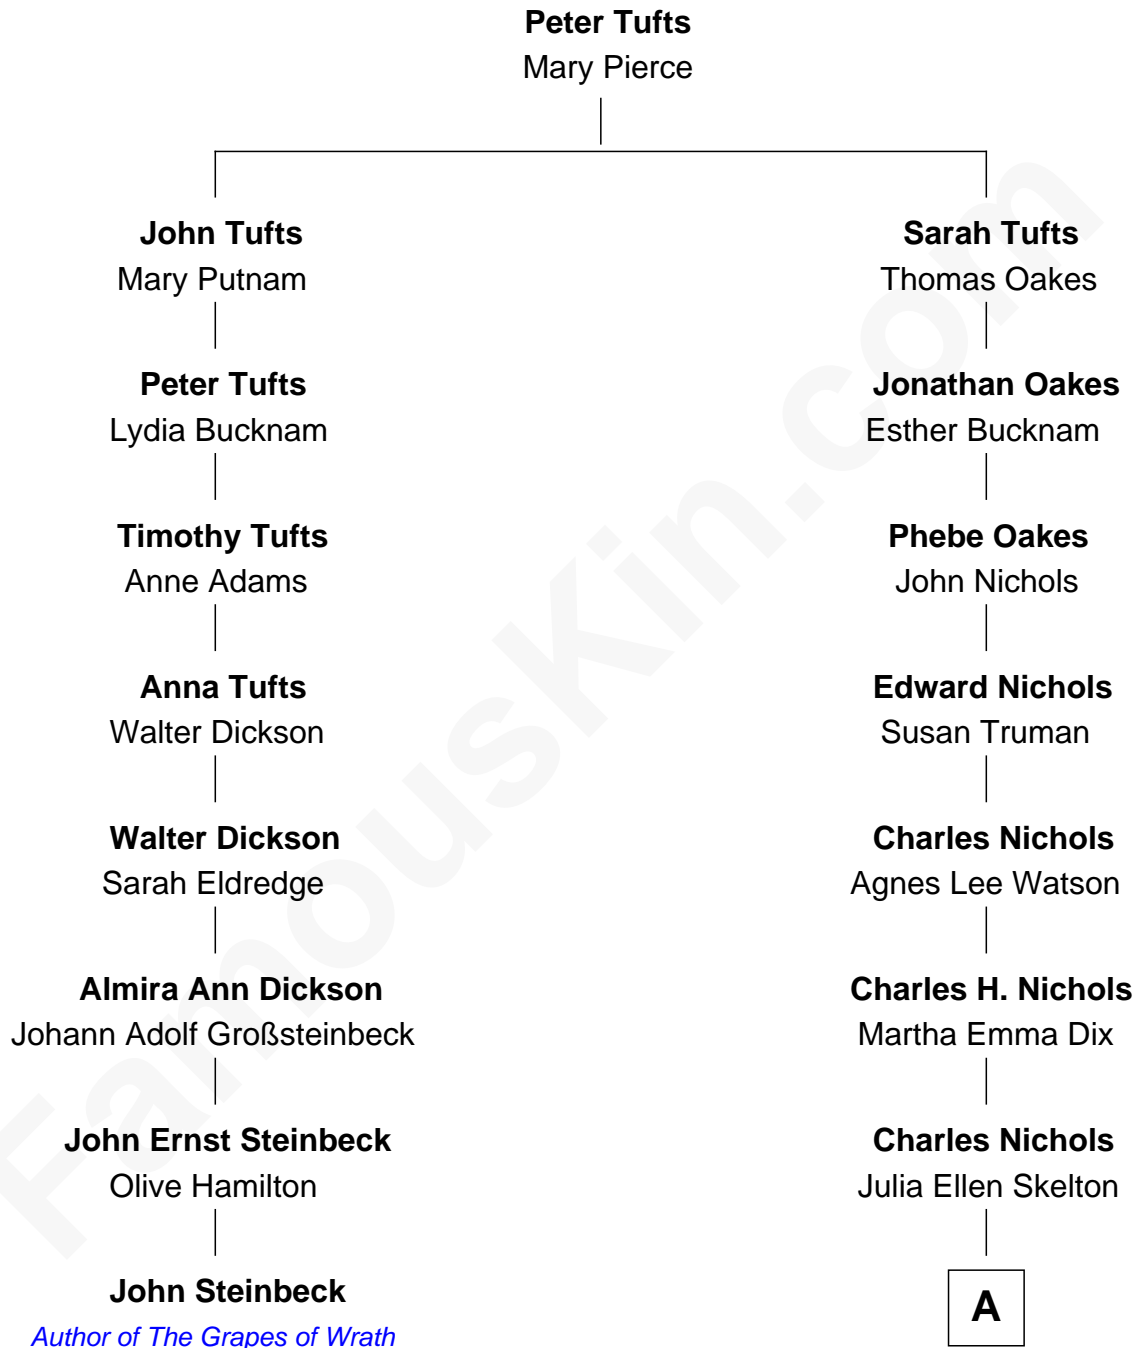 Peter Tufts
Mary Pierce
John Tufts
Mary Putnam
Sarah Tufts
Thomas Oakes
Peter Tufts
Lydia Bucknam
Jonathan Oakes
Esther Bucknam
Timothy Tufts
Anne Adams
Phebe Oakes
John Nichols
Anna Tufts
Walter Dickson
Edward Nichols
Susan Truman
Walter Dickson
Sarah Eldredge
Charles Nichols
Agnes Lee Watson
Almira Ann Dickson
Johann Adolf Großsteinbeck
Charles H. Nichols
Martha Emma Dix
John Ernst Steinbeck
Olive Hamilton
Charles Nichols
Julia Ellen Skelton
John Steinbeck
Author of The Grapes of Wrath
A
FamousKin.com